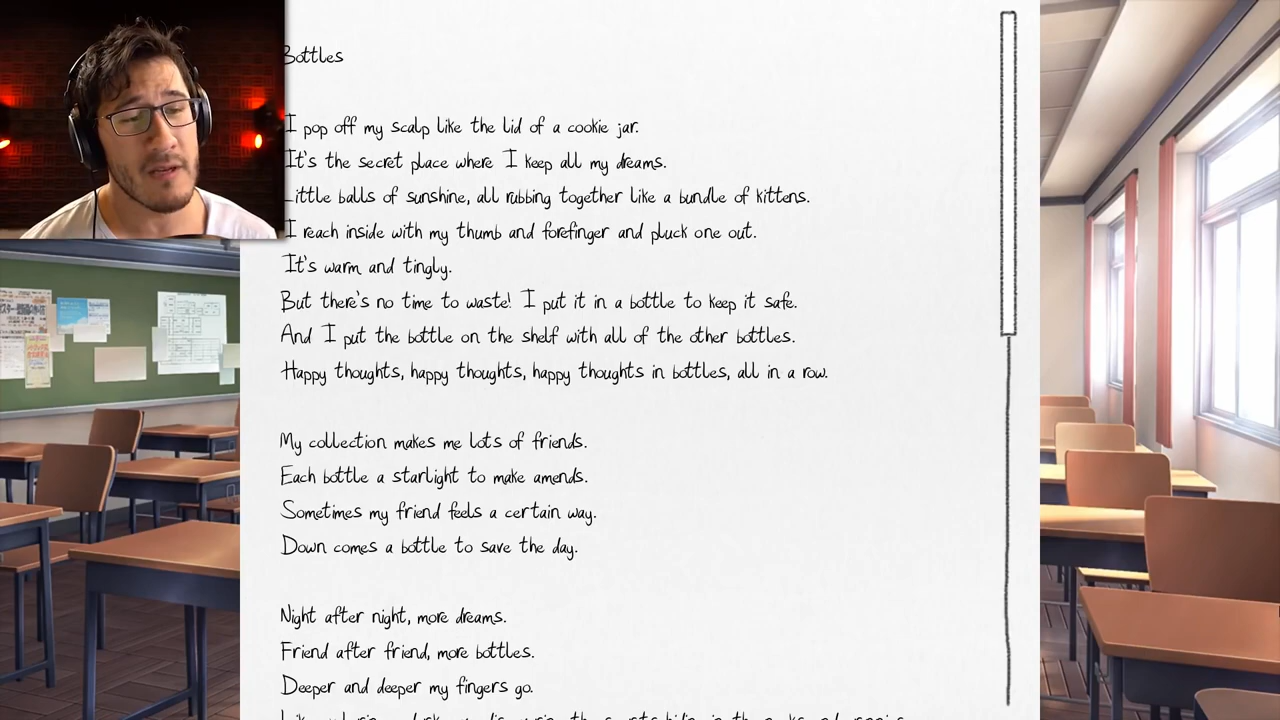 Bottles
I pop off my scalp like the lid of a cookie jar.
It's the secret place where I keep all my dreams.
Little balls of sunshine, all rubbing together like a bundle of kittens.
I reach inside with my thumb and forefinger and pluck one out.
It's warm and tingly.
But there's no time to waste! I put it in a bottle to keep it safe.
And I put the bottle on the shelf with all of the other bottles.
Happy thoughts, happy thoughts, happy thoughts in bottles, all in a row.
My collection makes me lots of friends.
Each bottle a starlight to make amends.
Sometimes my friend feels a certain way.
Down comes a bottle to save the day.
Night after night, more dreams.
Friend after friend, more bottles.
Deeper and deeper my fingers go.